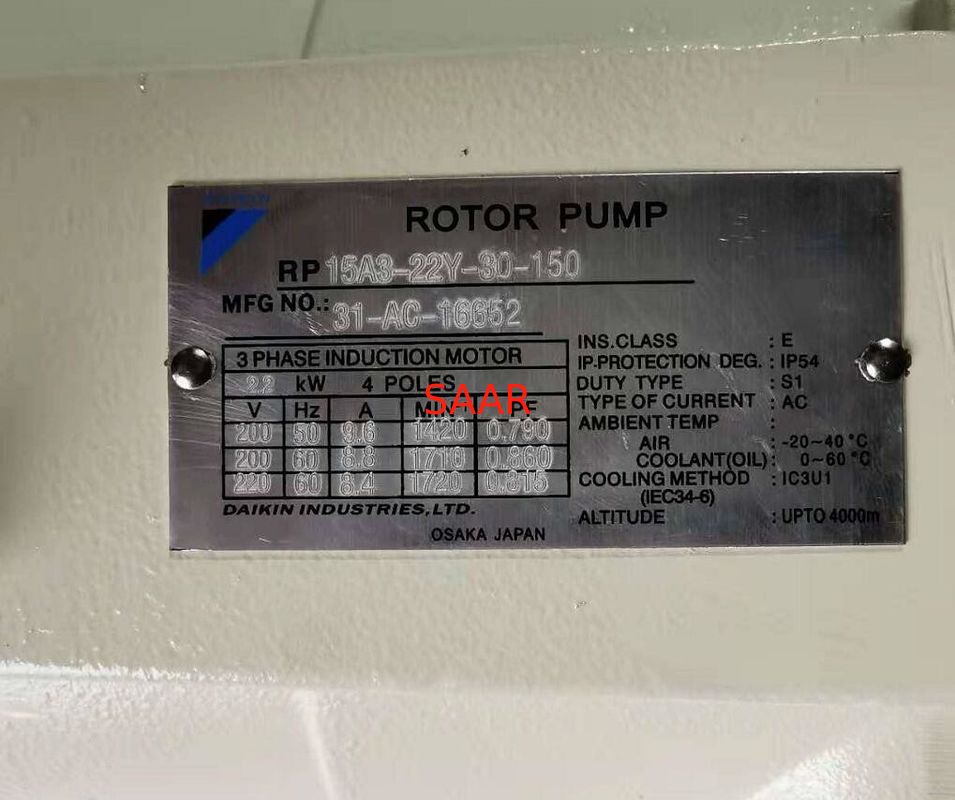 DAIKIN
ROTOR PUMP
RP 15A3-22Y-30-150
MFG NO.: 31-AC-16652
3 PHASE INDUCTION MOTOR
2.2 kW 4 POLES
V Hz A MIN PF
200 50 9.6 1420 0.790
200 60 8.8 1710 0.860
220 60 8.4 1720 0.815
DAIKIN INDUSTRIES, LTD.
OSAKA JAPAN
INS.CLASS : E
IP-PROTECTION DEG. : IP54
DUTY TYPE : S1
TYPE OF CURRENT : AC
AMBIENT TEMP :
AIR : -20~40°C
COOLANT(OIL) : 0~60°C
COOLING METHOD : IC3U1
(IEC34-6)
ALTITUDE : UPTO 4000m
SAAR